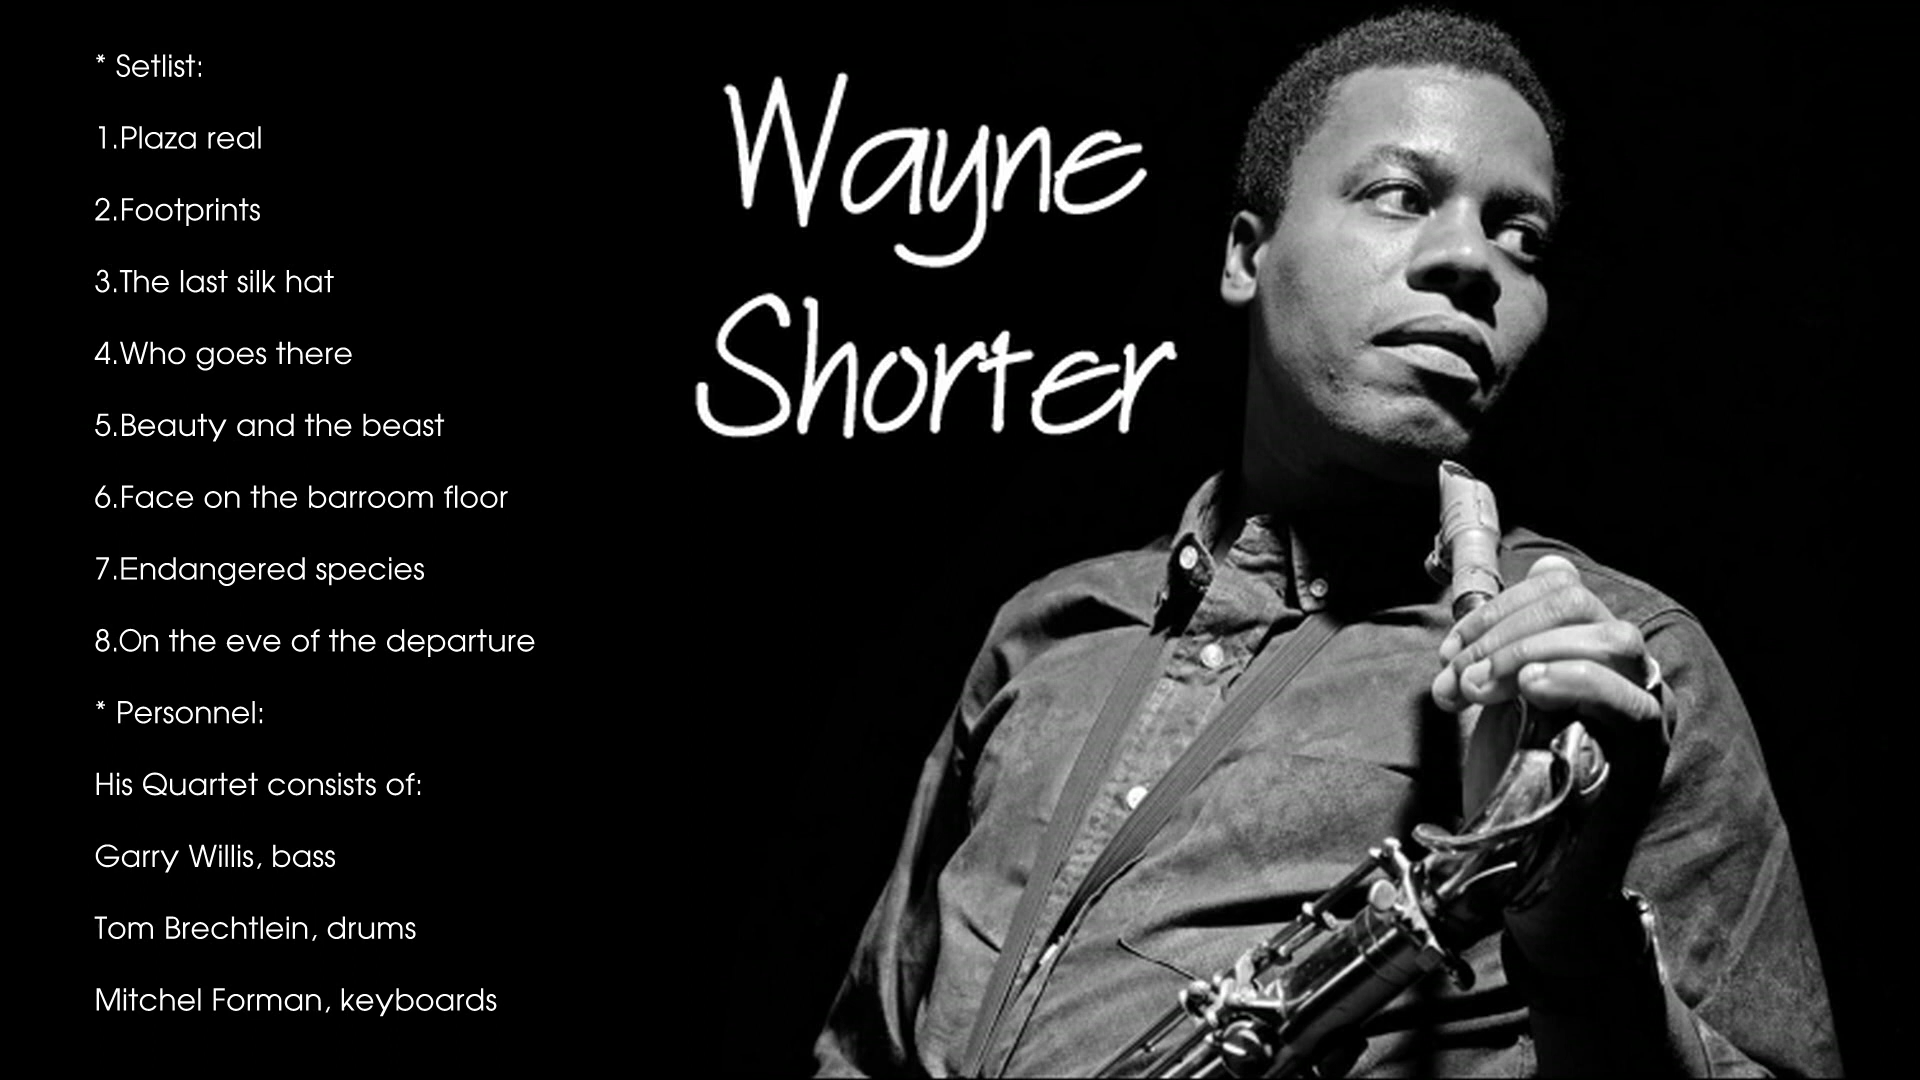 * Setlist:
1.Plaza real
2.Footprints
3.The last silk hat
4.Who goes there
5.Beauty and the beast
6.Face on the barroom floor
7.Endangered species
8.On the eve of the departure
* Personnel:
His Quartet consists of:
Garry Willis, bass
Tom Brechtlein, drums
Mitchel Forman, keyboards
Wayne
Shorter